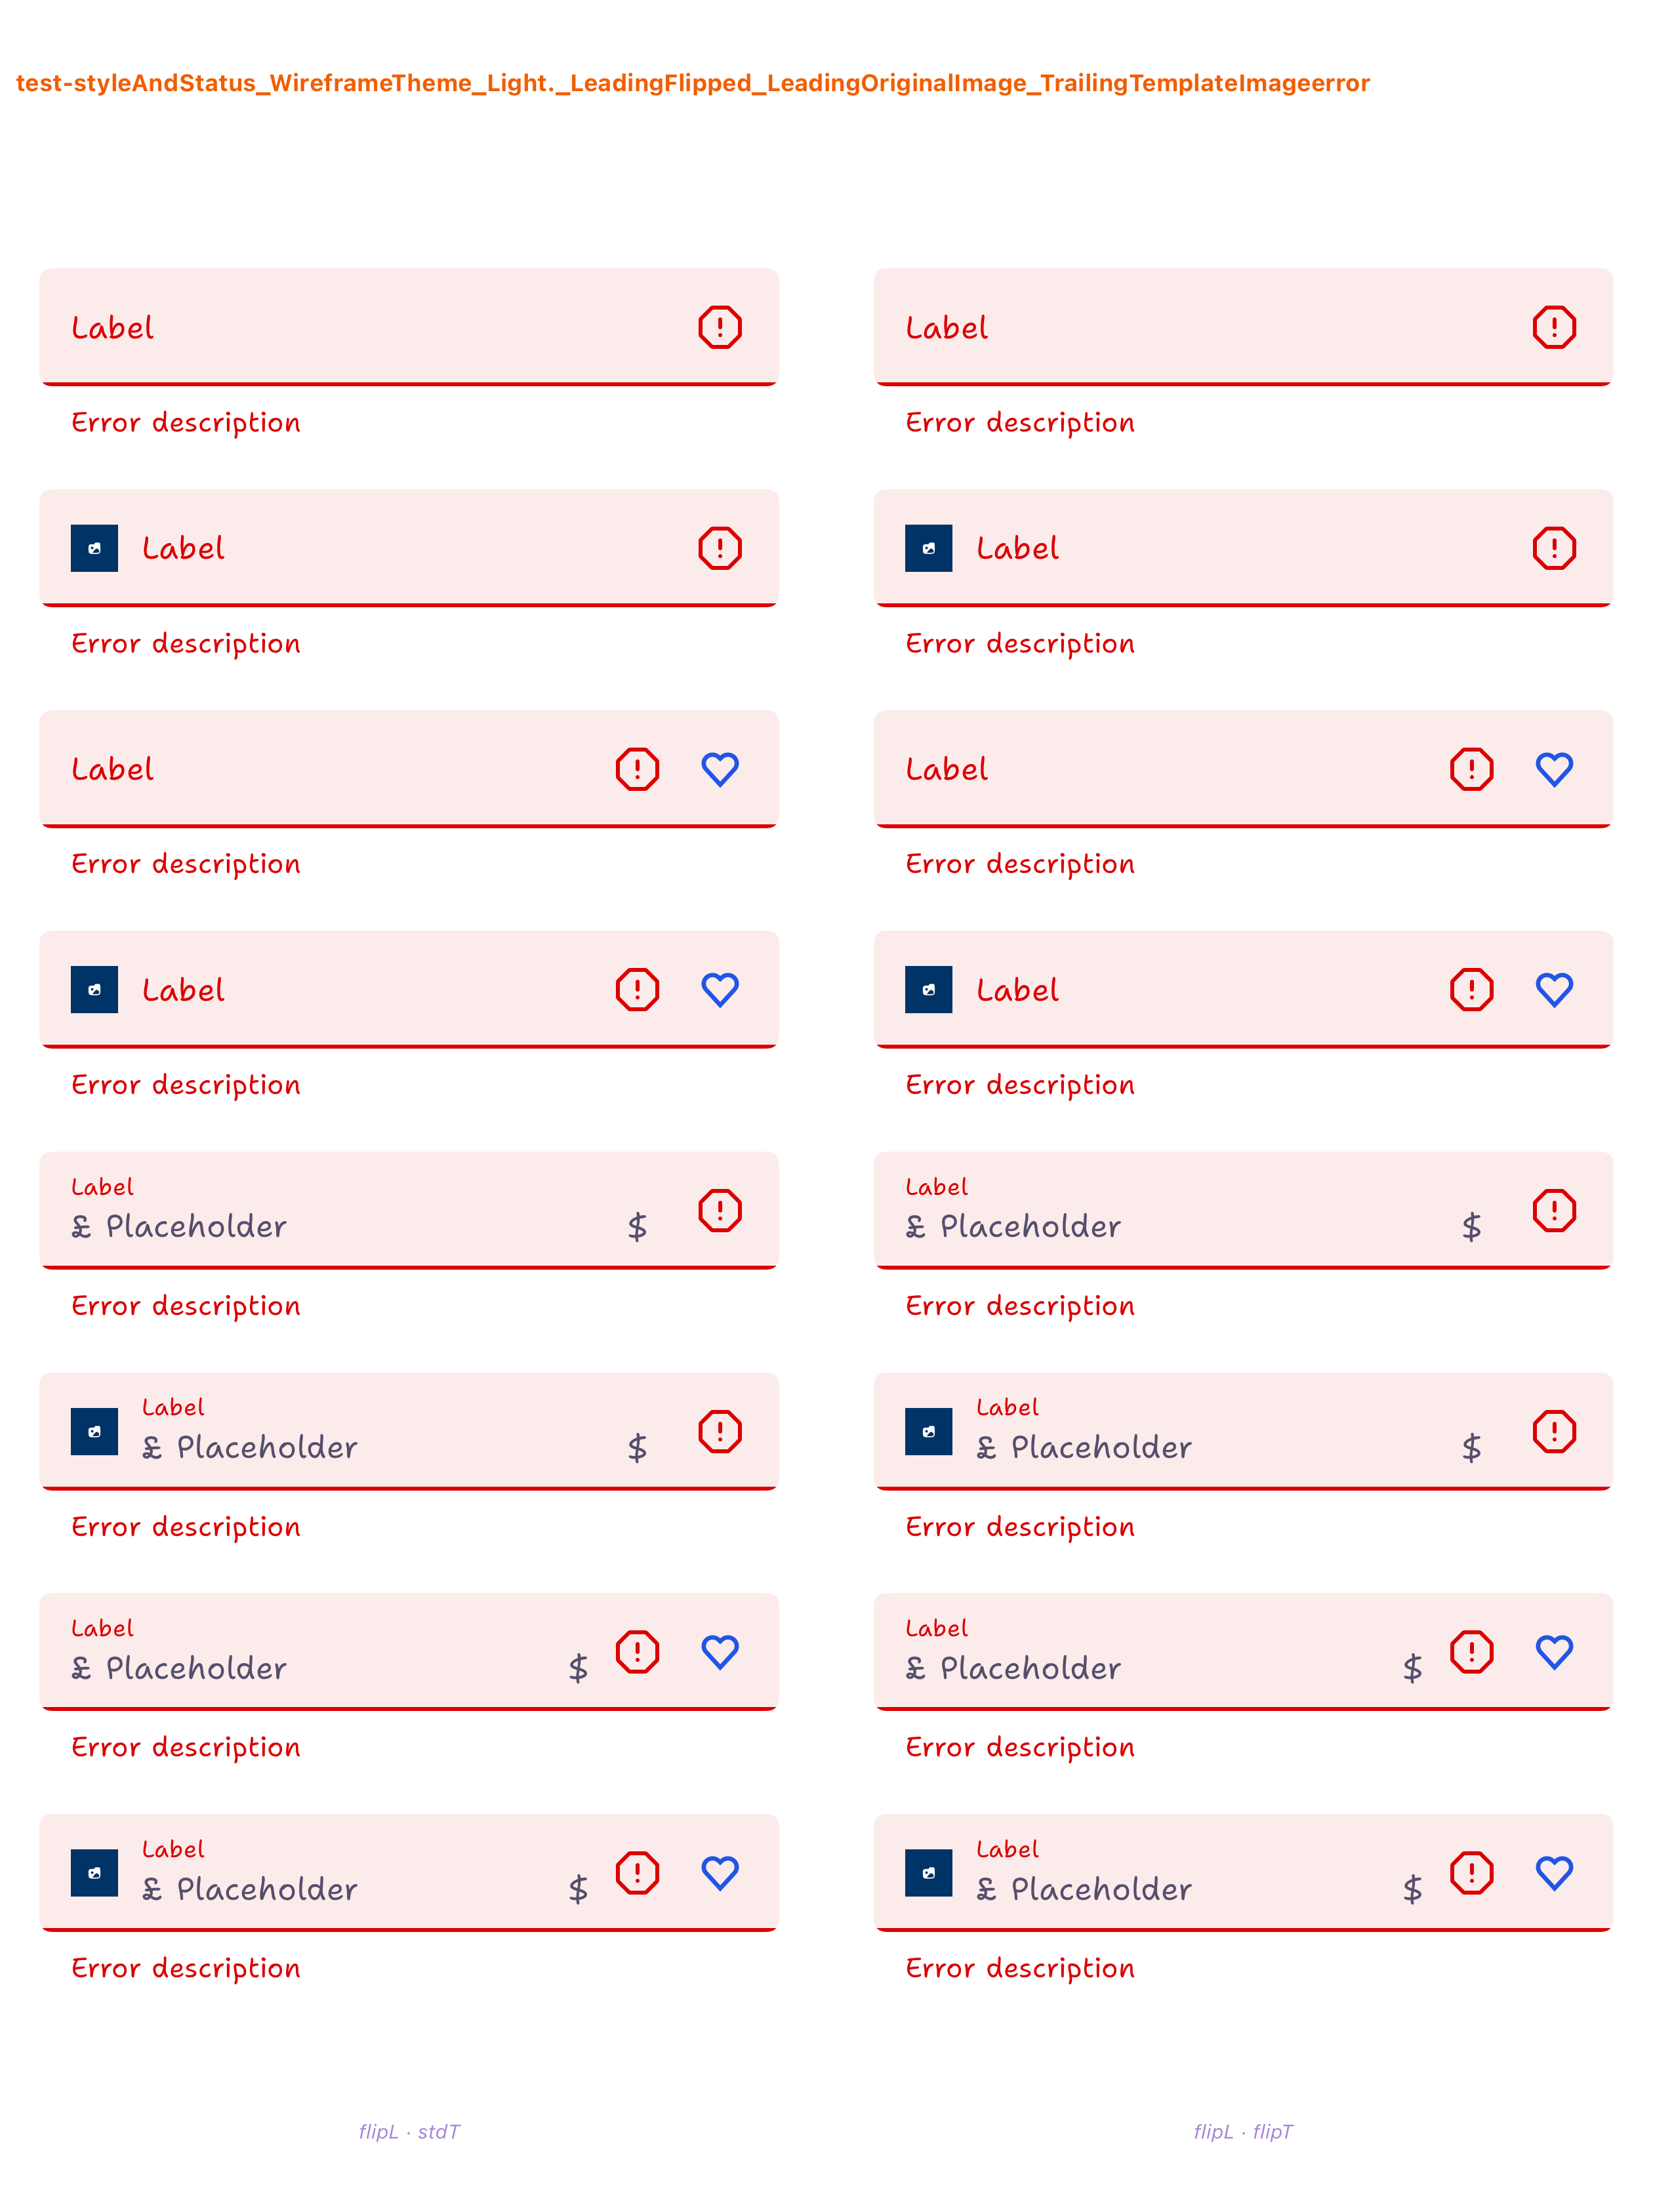 test-styleAndStatus_WireframeTheme_Light._LeadingFlipped_LeadingOriginalImage_TrailingTemplateImageerror
Label
Label
Error description
Error description
Label
Label
Error description
Error description
Label
Label
Error description
Error description
Label
Label
Error description
Error description
Label
£ Placeholder $
Label
£ Placeholder $
Error description
Error description
Label
£ Placeholder $
Label
£ Placeholder $
Error description
Error description
Label
£ Placeholder $
Label
£ Placeholder $
Error description
Error description
Label
£ Placeholder $
Label
£ Placeholder $
Error description
Error description
flipL · stdT
flipL · flipT